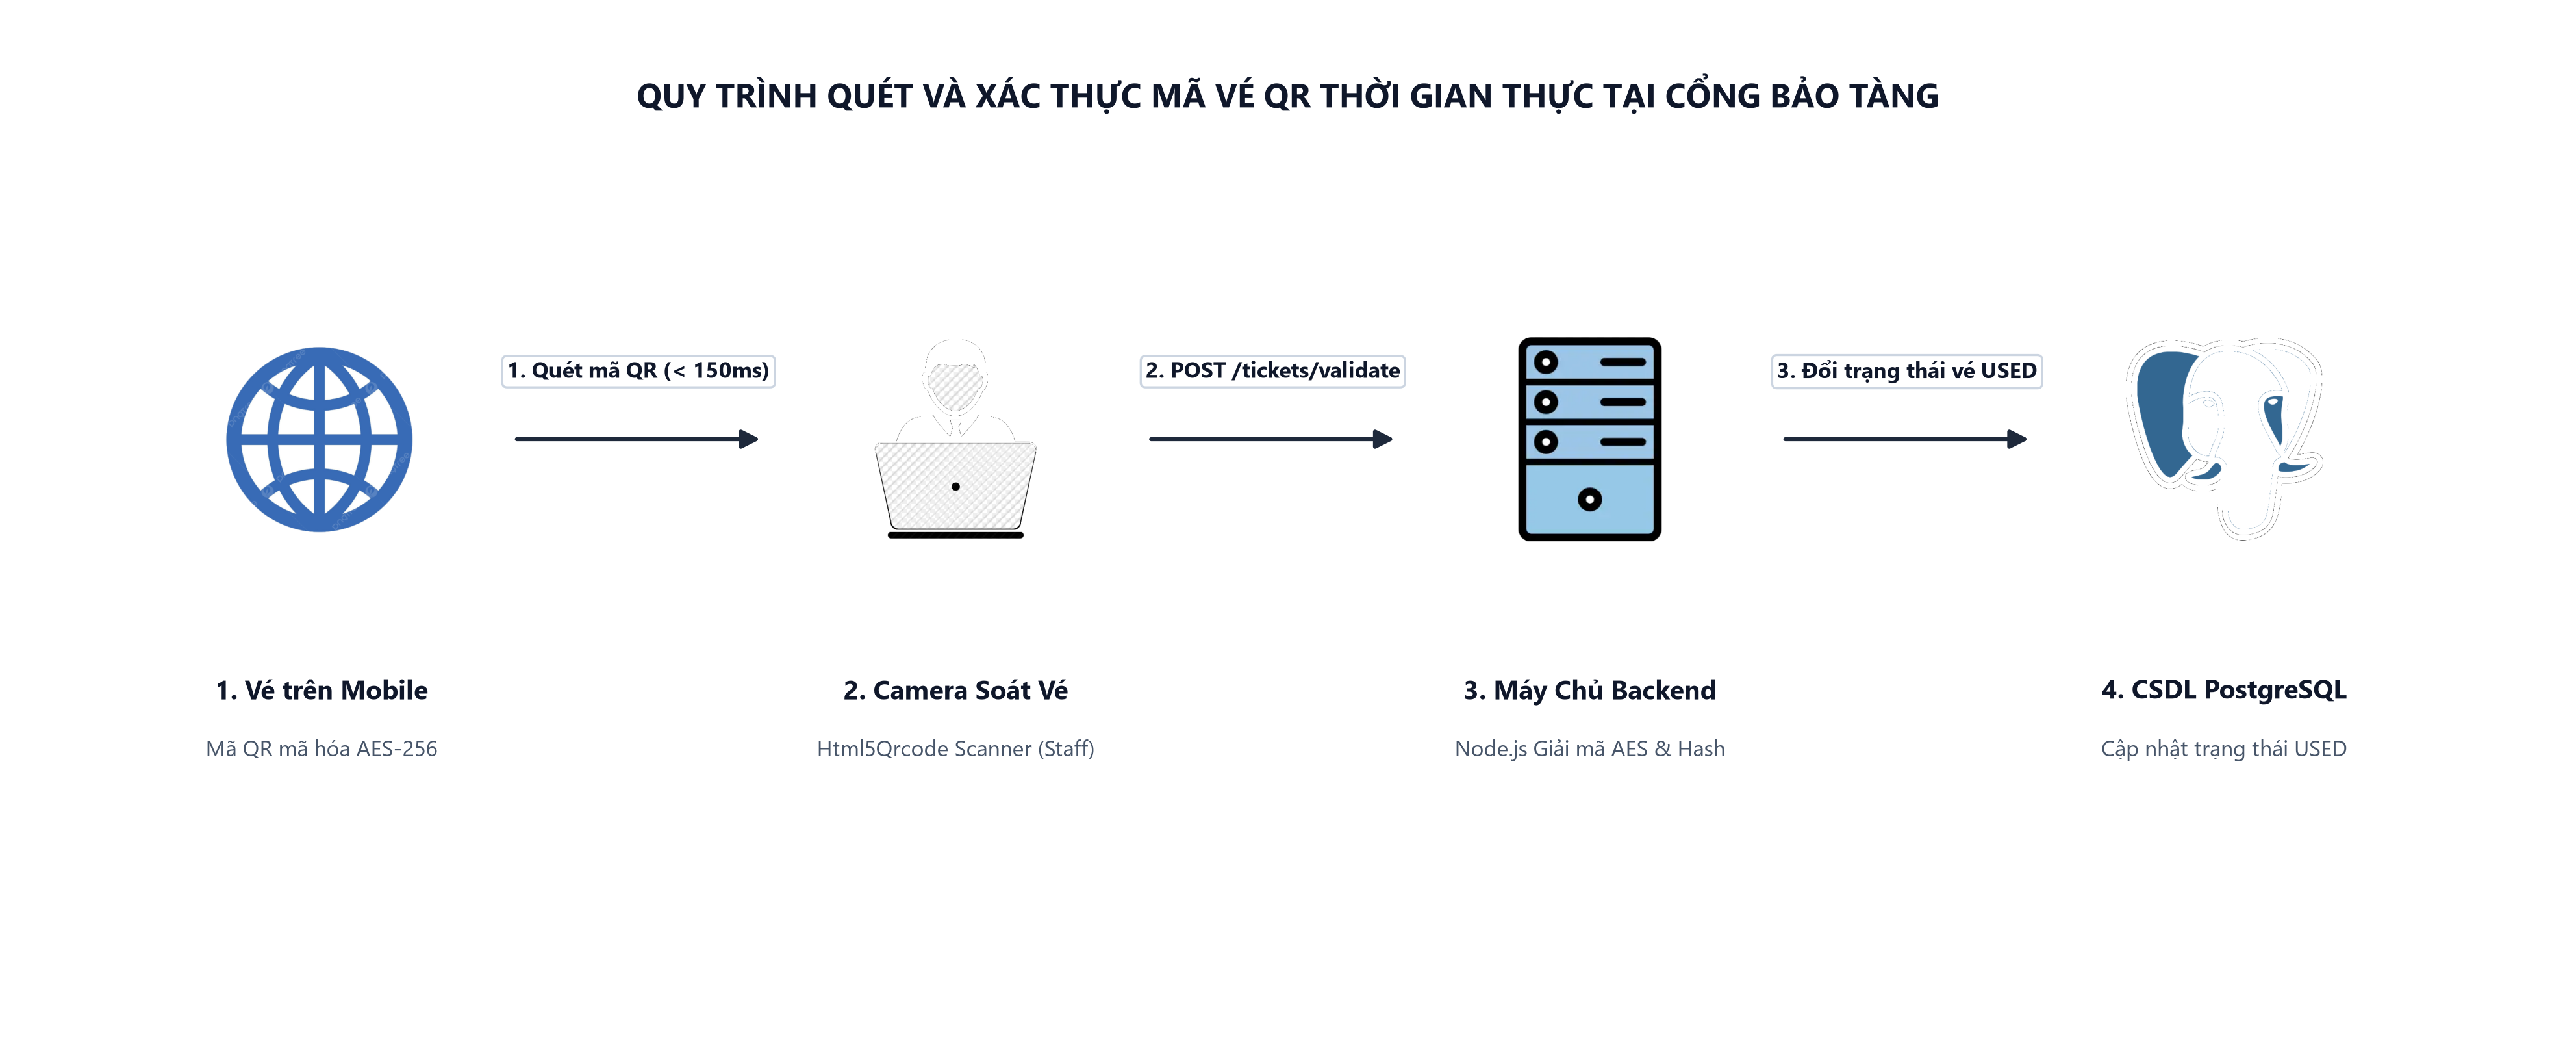 QUY TRÌNH QUÉT VÀ XÁC THỰC MÃ VÉ QR THỜI GIAN THỰC TẠI CỔNG BẢO TÀNG
1. Quét mã QR (< 150ms)
2. POST /tickets/validate
3. Đổi trạng thái vé USED
1. Vé trên Mobile
Mã QR mã hóa AES-256
2. Camera Soát Vé
Html5Qrcode Scanner (Staff)
3. Máy Chủ Backend
Node.js Giải mã AES & Hash
4. CSDL PostgreSQL
Cập nhật trạng thái USED